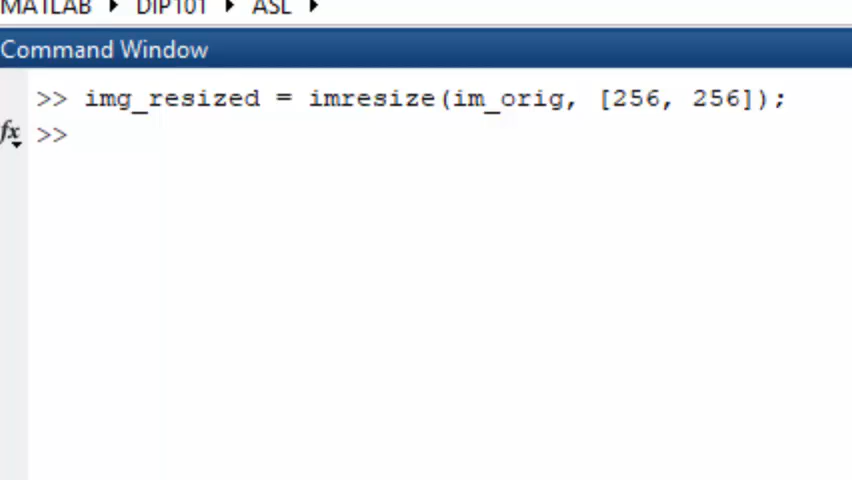 MATLAB ▶ DIP101 ▶ ASL ▶
Command Window
>> img_resized = imresize(im_orig, [256, 256]);
fx >>